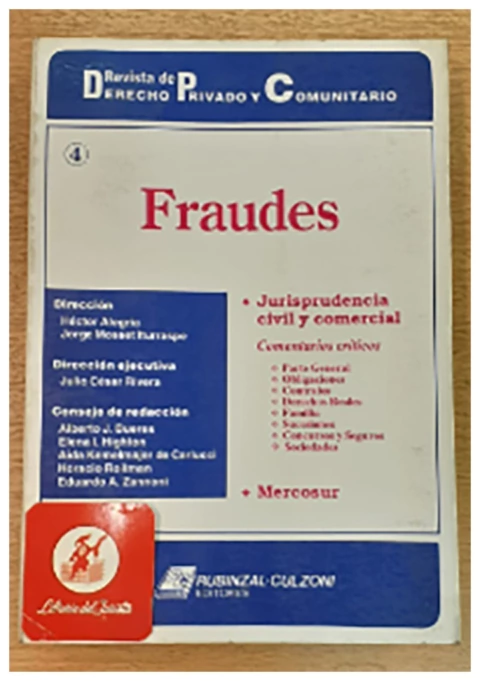 Revista de
DERECHO PRIVADO Y COMUNITARIO
4
Fraudes
Dirección
Héctor Alegria
Jorge Mosset Iturraspe
Dirección ejecutiva
Julio César Rivera
Consejo de redacción
Alberto J. Bueres
Elena I. Highton
Aída Kemelmajer de Carlucci
Horacio Roitman
Eduardo A. Zannoni
• Jurisprudencia
civil y comercial
Comentarios críticos
Parte General
Obligaciones
Contratos
Derechos Reales
Familia
Sucesiones
Concursos y Seguros
Sociedades
• Mercosur
RUBINZAL-CULZONI
EDITORES